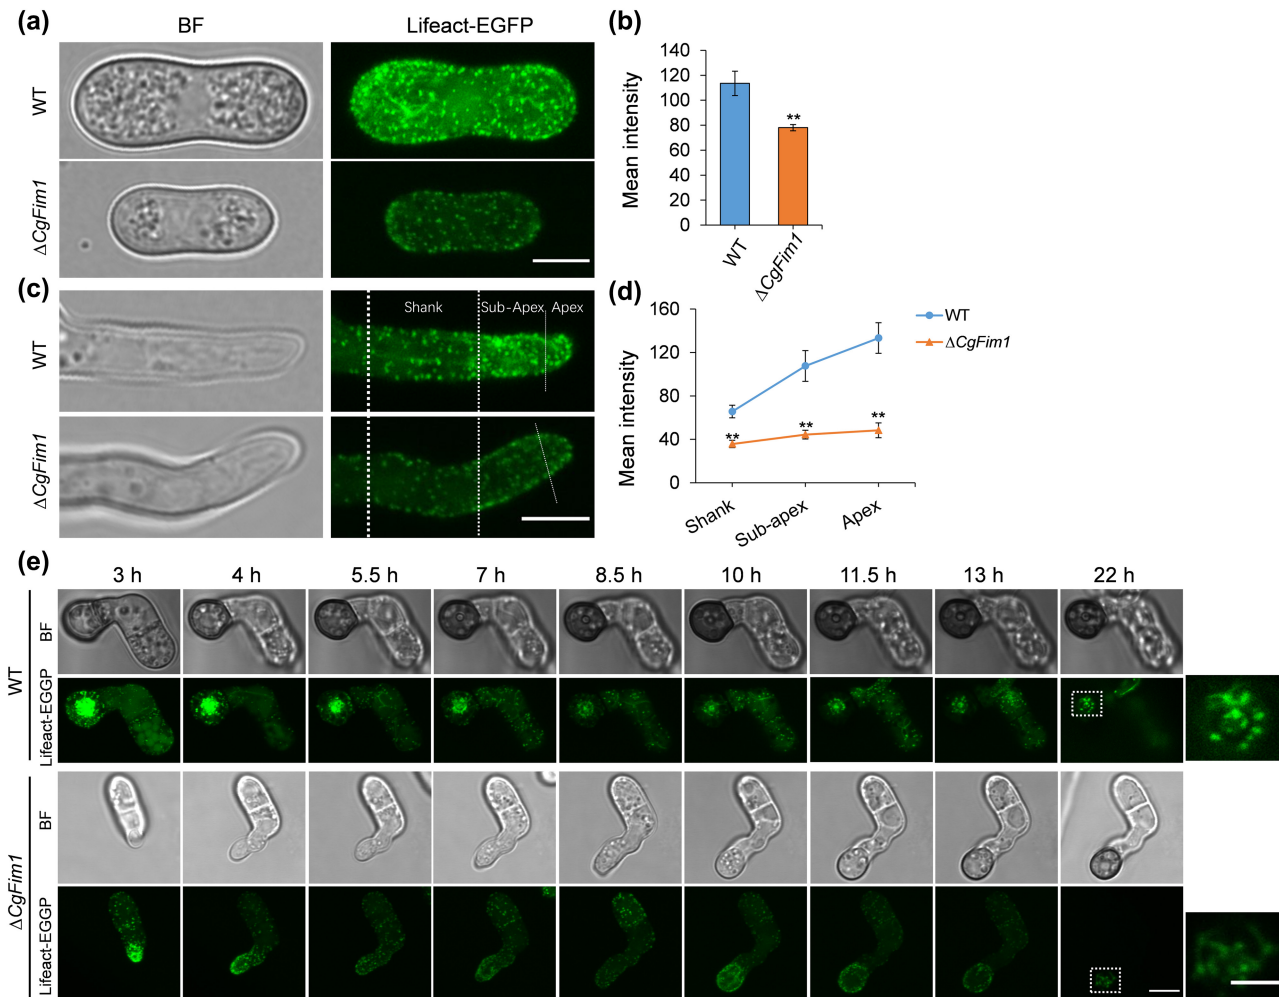 (a)
BF
Lifeact-EGFP
WT
ΔCgFim1
(b)
Mean intensity
140
120
100
80
60
40
20
0
**
WT
ΔCgFim1
(c)
WT
ΔCgFim1
Shank
Sub-Apex
Apex
(d)
Mean intensity
160
120
80
40
0
**
**
**
Shank
Sub-apex
Apex
WT
ΔCgFim1
(e)
3 h
4 h
5.5 h
7 h
8.5 h
10 h
11.5 h
13 h
22 h
WT
BF
Lifeact-EGGP
ΔCgFim1
BF
Lifeact-EGGP